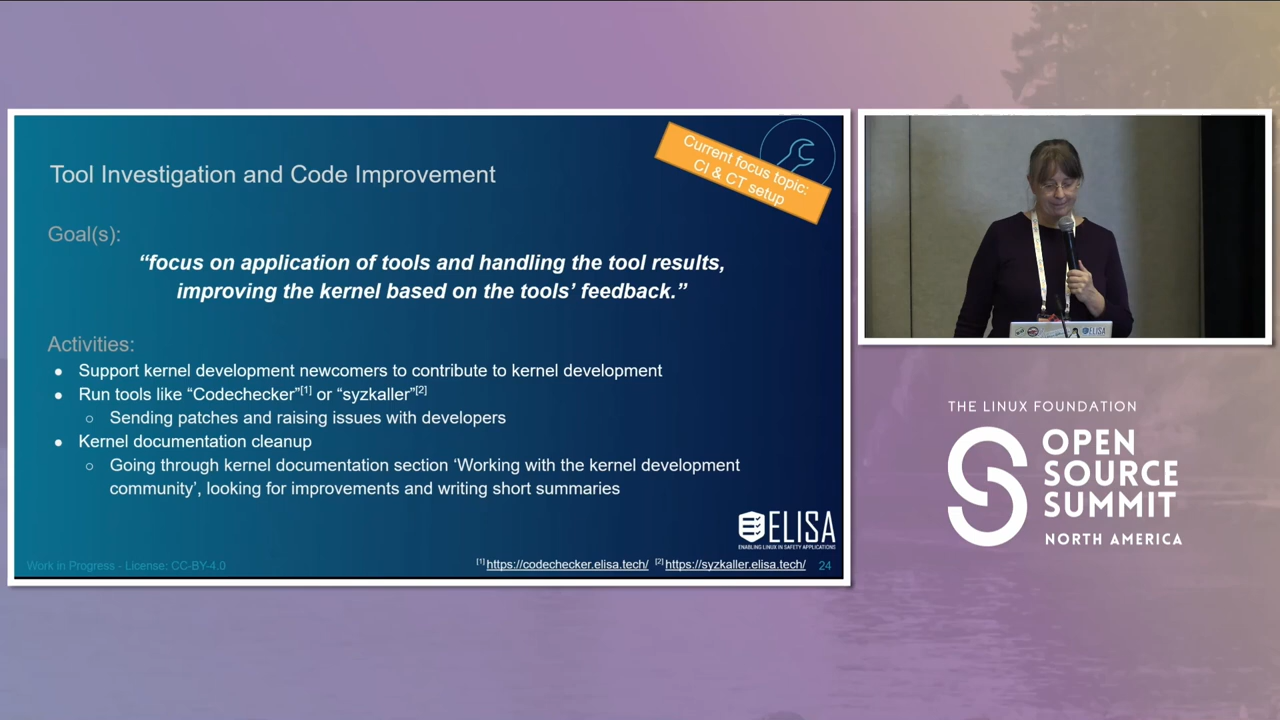 Tool Investigation and Code Improvement
Current focus topic:
CI & CT setup
Goal(s):
“focus on application of tools and handling the tool results,
improving the kernel based on the tools’ feedback.”
Activities:
● Support kernel development newcomers to contribute to kernel development
● Run tools like “Codechecker”[1] or “syzkaller”[2]
○ Sending patches and raising issues with developers
● Kernel documentation cleanup
○ Going through kernel documentation section ‘Working with the kernel development
community’, looking for improvements and writing short summaries
ELISA
ENABLING LINUX IN SAFETY APPLICATIONS
Work in Progress - License: CC-BY-4.0
[1]https://codechecker.elisa.tech/ [2]https://syzkaller.elisa.tech/
24
ELISA
THE LINUX FOUNDATION
OPEN
SOURCE
SUMMIT
NORTH AMERICA